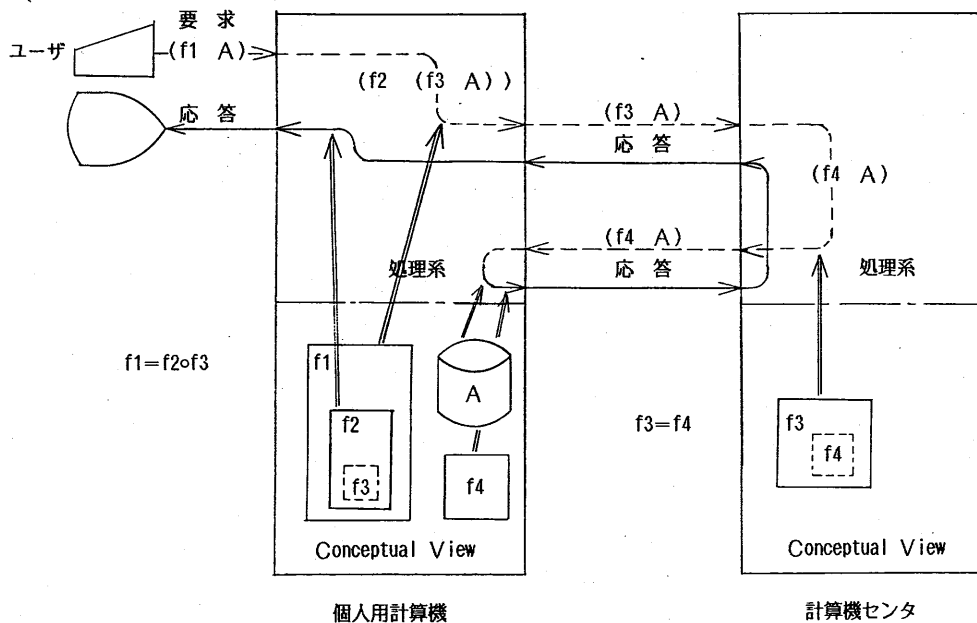 要 求
ユーザ
(f1 A)
(f2 (f3 A))
応 答
(f3 A)
応 答
(f4 A)
(f4 A)
応 答
処理系
処理系
f1=f2∘f3
f1
f2
f3
A
f4
f3=f4
f3
f4
Conceptual View
Conceptual View
個人用計算機
計算機センタ